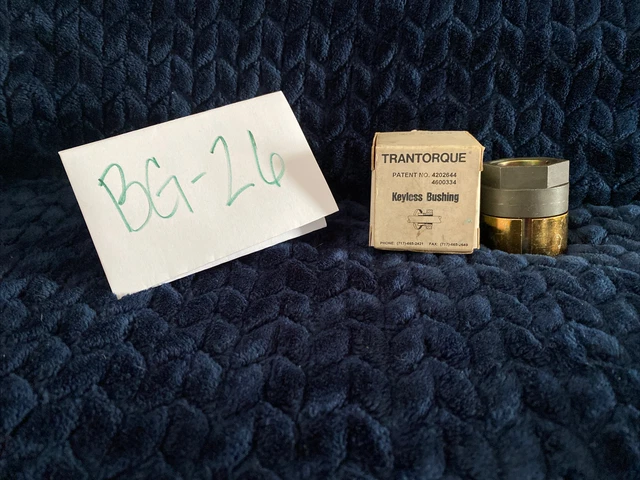 BG-26
TRANTORQUE
PATENT NO. 4202644
4600334
Keyless Bushing